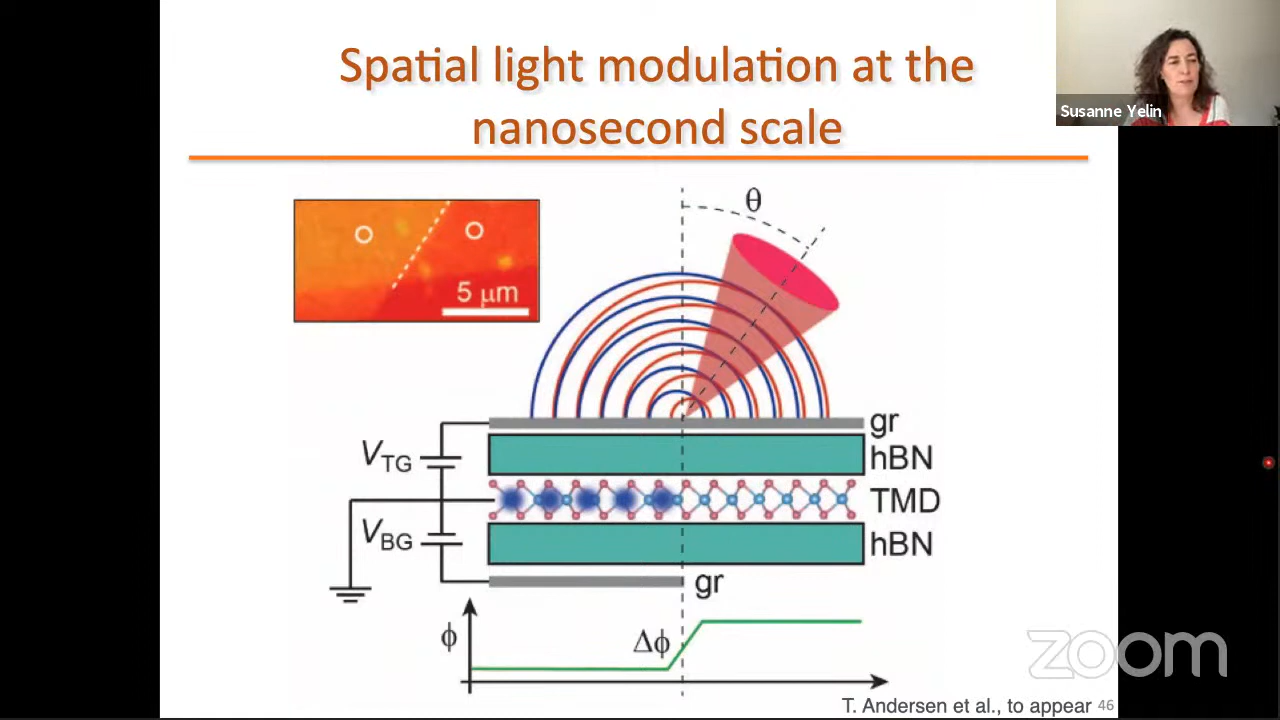 Spatial light modulation at the
nanosecond scale
Susanne Yelin
θ
5 μm
gr
V_TG
hBN
TMD
V_BG
hBN
gr
ϕ
Δϕ
zoom
T. Andersen et al., to appear 46